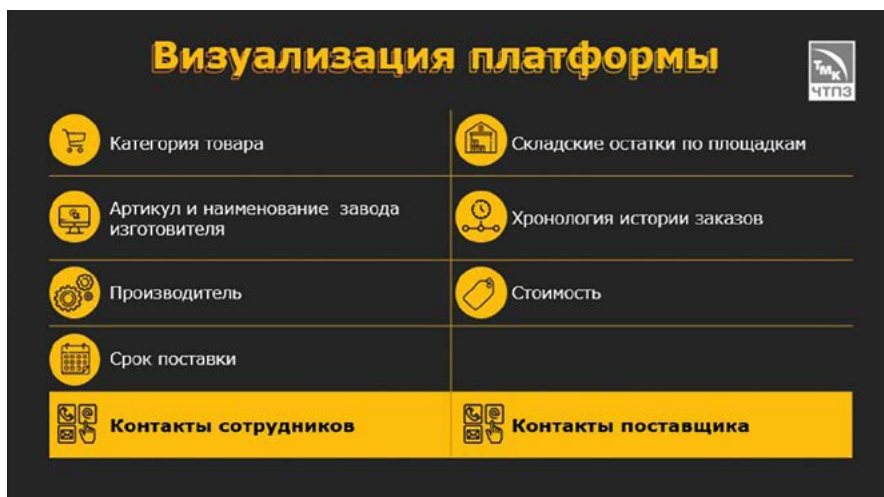 Визуализация платформы
ТМК
ЧТПЗ
Категория товара
Складские остатки по площадкам
Артикул и наименование завода
изготовителя
Хронология истории заказов
Производитель
Стоимость
Срок поставки
Контакты сотрудников
Контакты поставщика